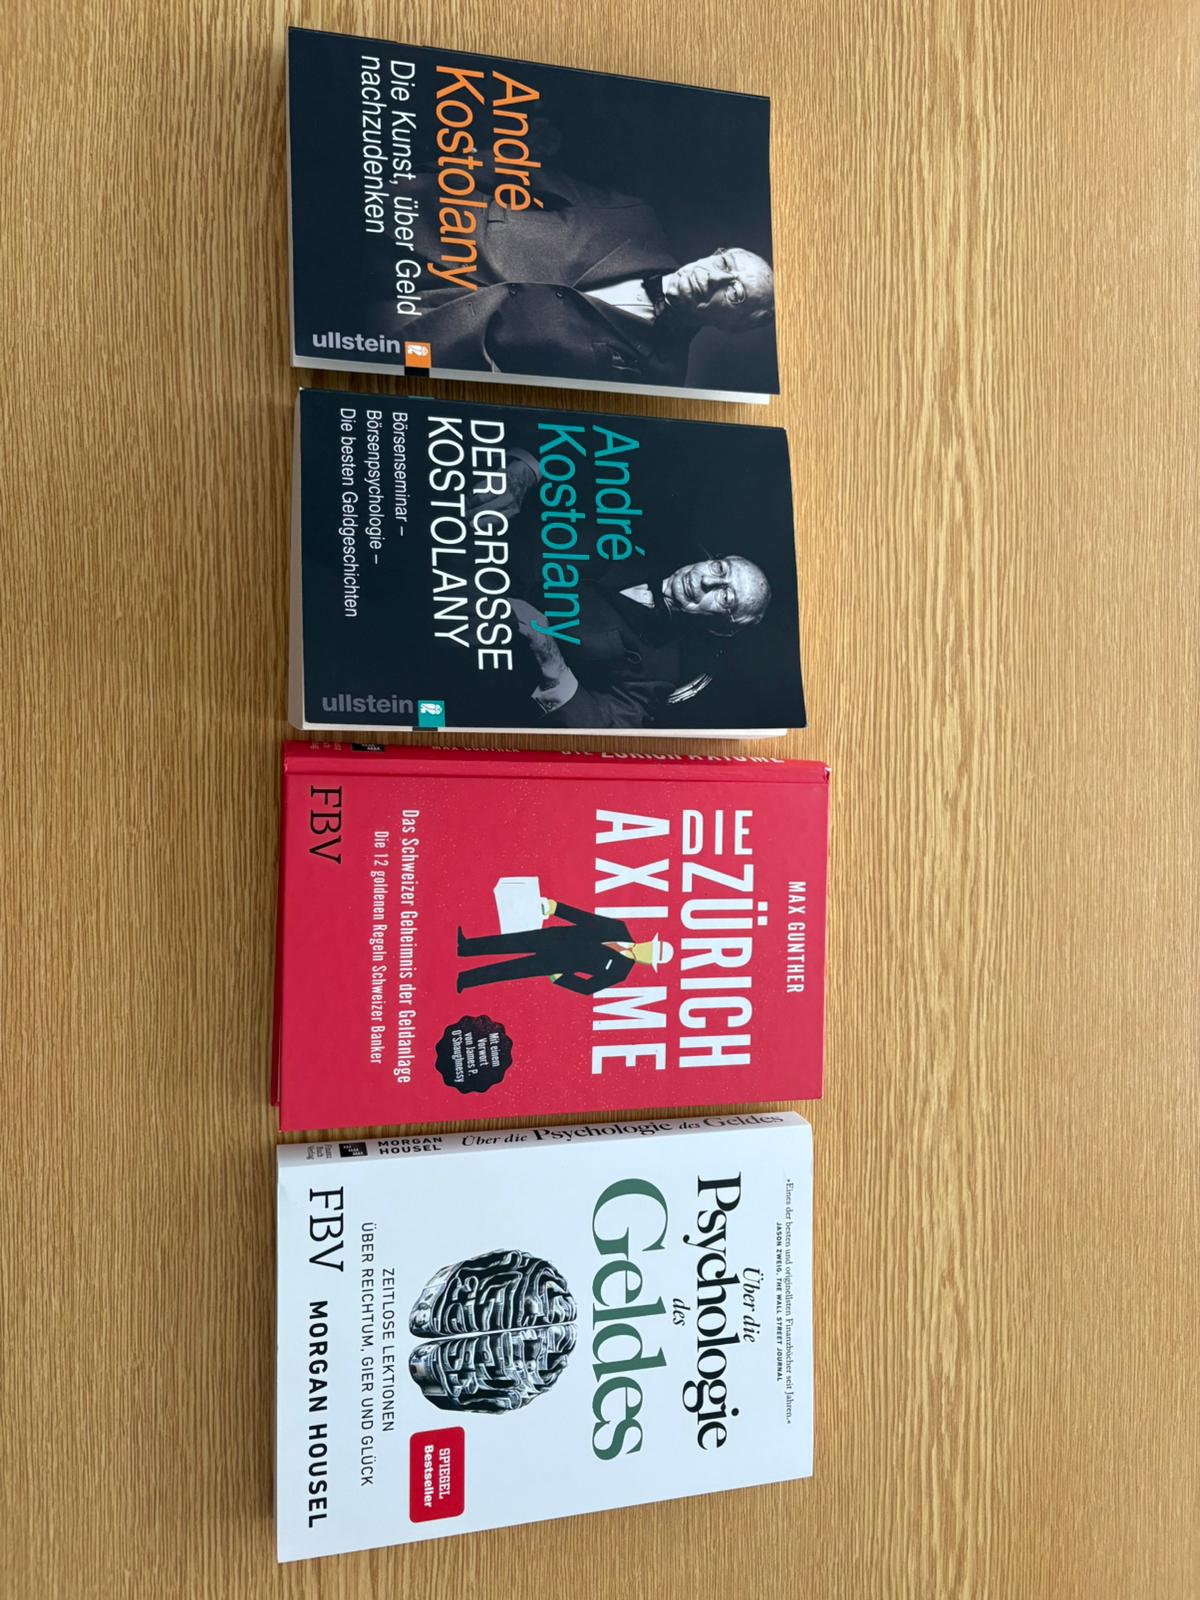 André
Kostolany
Die Kunst, über Geld
nachzudenken
ullstein
André
Kostolany
DER GROSSE
KOSTOLANY
Börsenseminar –
Börsenpsychologie –
Die besten Geldgeschichten
ullstein
MAX GUNTHER
DIE ZÜRICH AXIOME
MAX GUNTHER
DIE ZÜRICH
AXIOME
Mit einem
Vorwort
von James P.
O'Shaughnessy
Das Schweizer Geheimnis der Geldanlage
Die 12 goldenen Regeln Schweizer Banker
FBV
Finanz
Buch
Verlag
MORGAN
HOUSEL
Über die Psychologie des Geldes
»Eines der besten und originellsten Finanzbücher seit Jahren.«
JASON ZWEIG, THE WALL STREET JOURNAL
Über die
Psychologie
des
Geldes
SPIEGEL
Bestseller
ZEITLOSE LEKTIONEN
ÜBER REICHTUM, GIER UND GLÜCK
FBV MORGAN HOUSEL